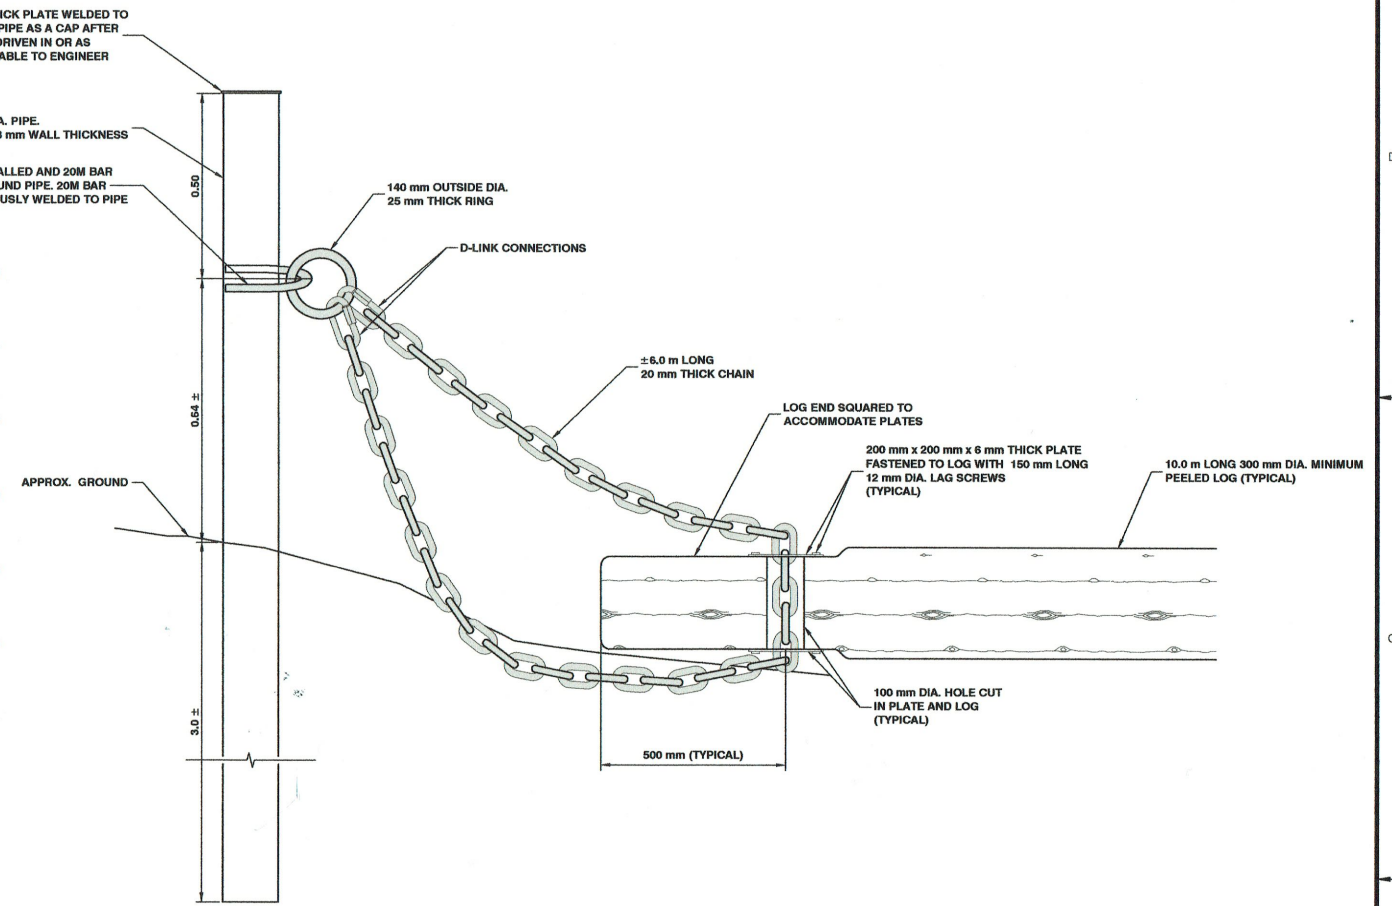 ICK PLATE WELDED TO
PIPE AS A CAP AFTER
DRIVEN IN OR AS
ABLE TO ENGINEER
A. PIPE.
mm WALL THICKNESS
ALLED AND 20M BAR
UND PIPE. 20M BAR
USLY WELDED TO PIPE
0.50
140 mm OUTSIDE DIA.
25 mm THICK RING
D-LINK CONNECTIONS
±6.0 m LONG
20 mm THICK CHAIN
0.64 ±
LOG END SQUARED TO
ACCOMMODATE PLATES
200 mm x 200 mm x 6 mm THICK PLATE
FASTENED TO LOG WITH 150 mm LONG
12 mm DIA. LAG SCREWS
(TYPICAL)
10.0 m LONG 300 mm DIA. MINIMUM
PEELED LOG (TYPICAL)
APPROX. GROUND
3.0 ±
100 mm DIA. HOLE CUT
IN PLATE AND LOG
(TYPICAL)
500 mm (TYPICAL)